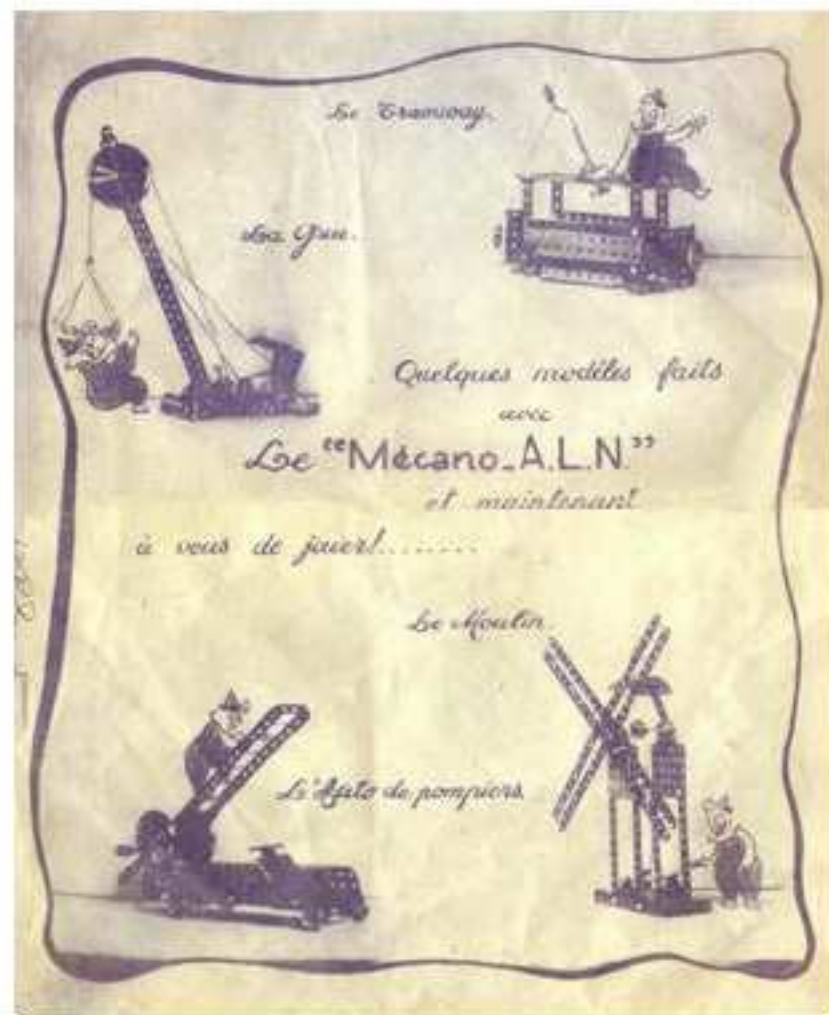 Le Tramway.
La Grue.
Quelques modèles faits
avec
Le "Mécano-A.L.N."
et maintenant
à vous de jouer!........
Le Moulin.
L'Auto de pompiers.